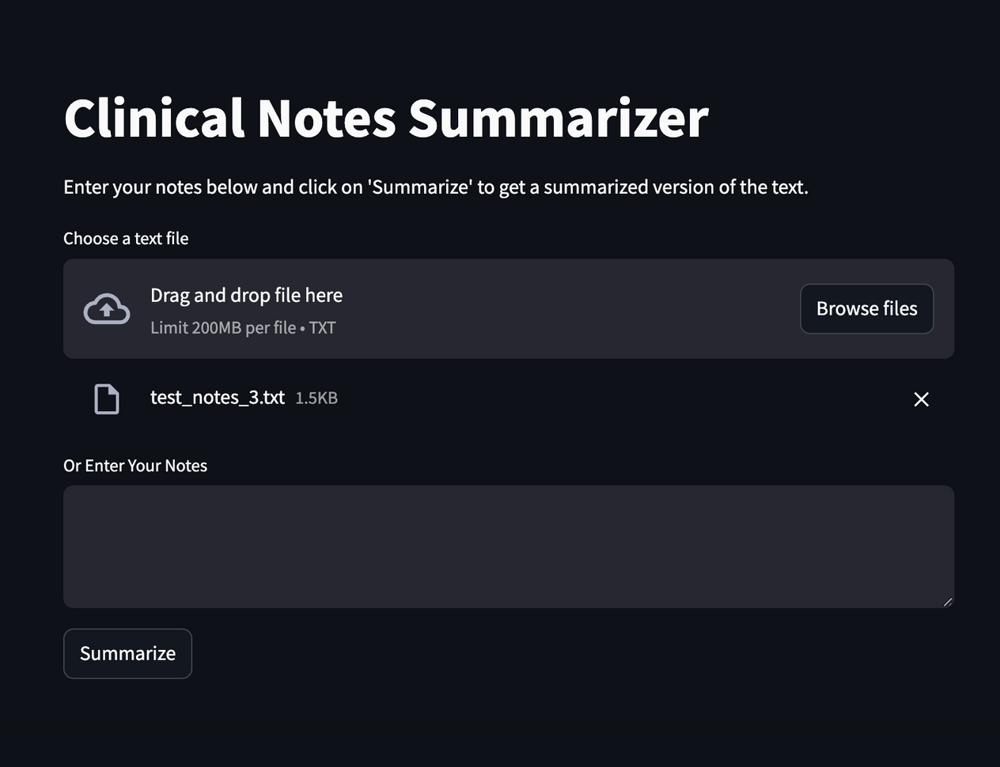 Clinical Notes Summarizer
Enter your notes below and click on 'Summarize' to get a summarized version of the text.
Choose a text file
Drag and drop file here
Limit 200MB per file • TXT
Browse files
test_notes_3.txt 1.5KB
Or Enter Your Notes
Summarize